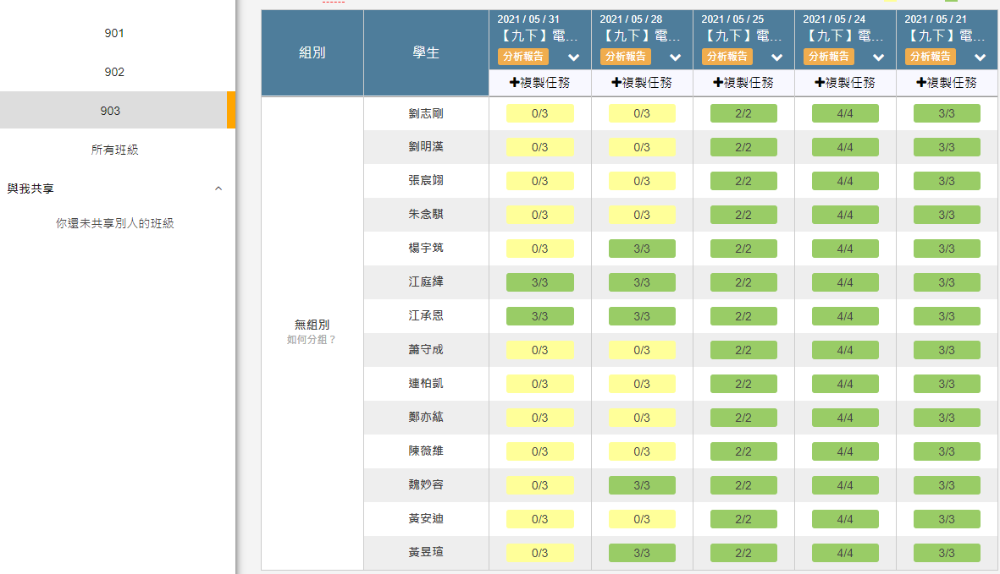 901
902
903
所有班級
與我共享
你還未共享別人的班級
組別 學生 2021 / 05 / 31 2021 / 05 / 28 2021 / 05 / 25 2021 / 05 / 24 2021 / 05 / 21
【九下】電... 【九下】電... 【九下】電... 【九下】電... 【九下】電...
分析報告 分析報告 分析報告 分析報告 分析報告
✚複製任務 ✚複製任務 ✚複製任務 ✚複製任務 ✚複製任務
無組別
如何分組？
劉志剛 0/3 0/3 2/2 4/4 3/3
劉明漢 0/3 0/3 2/2 4/4 3/3
張宸翊 0/3 0/3 2/2 4/4 3/3
朱念騏 0/3 0/3 2/2 4/4 3/3
楊宇筑 0/3 3/3 2/2 4/4 3/3
江庭緯 3/3 3/3 2/2 4/4 3/3
江承恩 3/3 3/3 2/2 4/4 3/3
蕭守成 0/3 0/3 2/2 4/4 3/3
連柏凱 0/3 0/3 2/2 4/4 3/3
鄭亦紘 0/3 0/3 2/2 4/4 3/3
陳薇維 0/3 0/3 2/2 4/4 3/3
魏妙容 0/3 3/3 2/2 4/4 3/3
黃安迪 0/3 0/3 2/2 4/4 3/3
黃昱瑄 0/3 3/3 2/2 4/4 3/3